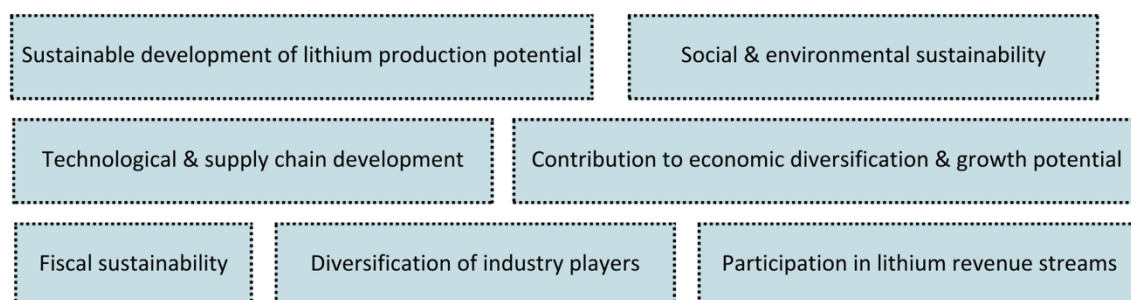 Sustainable development of lithium production potential
Social & environmental sustainability
Technological & supply chain development
Contribution to economic diversification & growth potential
Fiscal sustainability
Diversification of industry players
Participation in lithium revenue streams